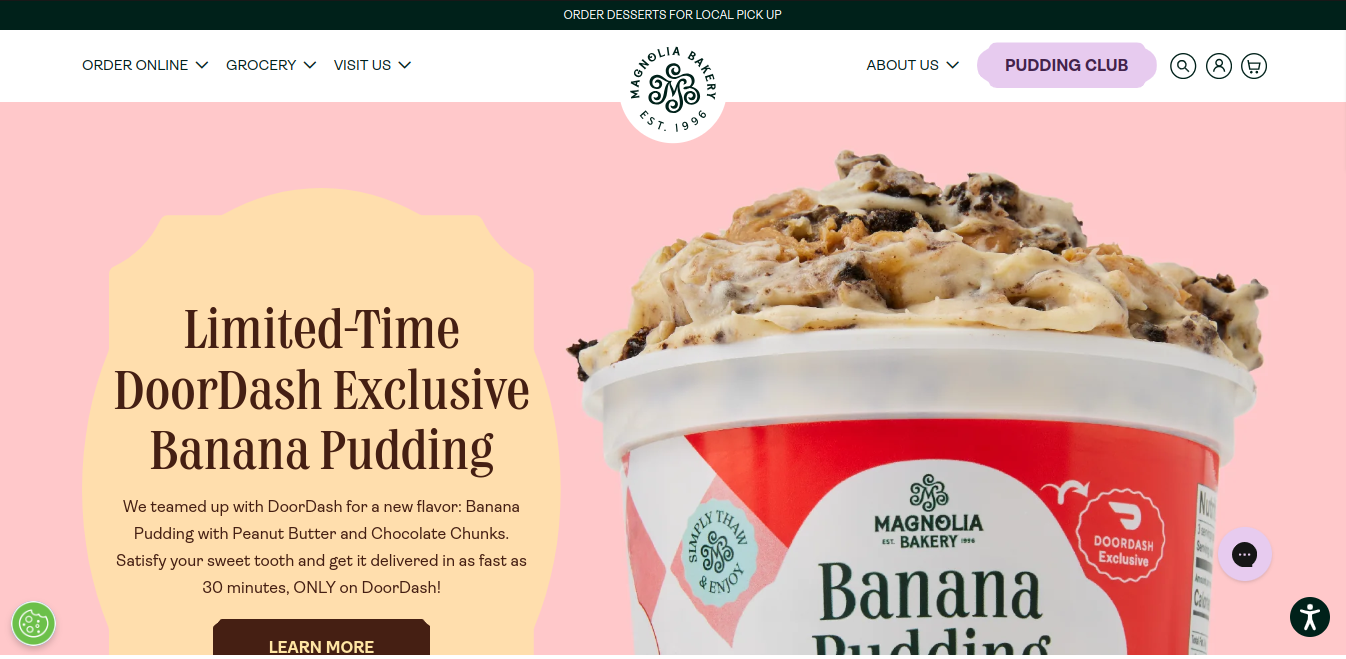 ORDER DESSERTS FOR LOCAL PICK UP
ORDER ONLINE
GROCERY
VISIT US
MAGNOLIA BAKERY
EST. 1996
ABOUT US
PUDDING CLUB
Limited-Time
DoorDash Exclusive
Banana Pudding
We teamed up with DoorDash for a new flavor: Banana
Pudding with Peanut Butter and Chocolate Chunks.
Satisfy your sweet tooth and get it delivered in as fast as
30 minutes, ONLY on DoorDash!
LEARN MORE
SIMPLY THAW
& ENJOY
MAGNOLIA
EST. BAKERY 1996
Banana
Pudding
DOORDASH
Exclusive